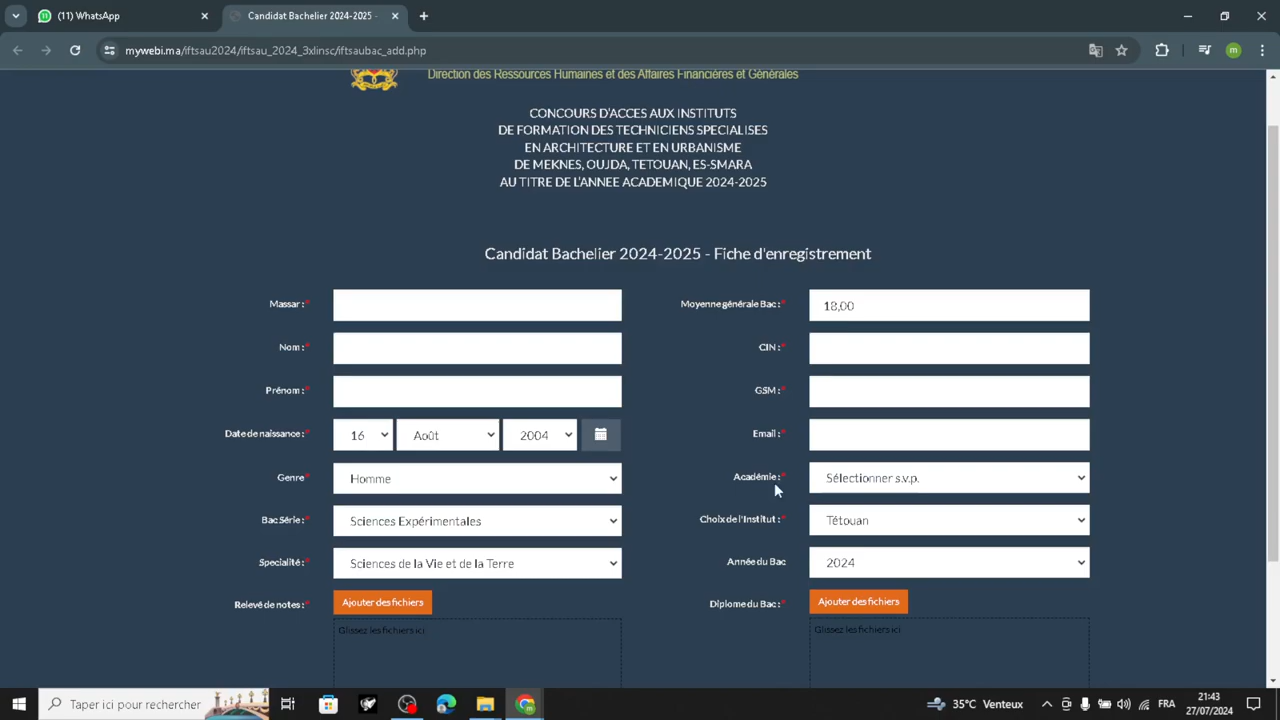 (11) WhatsApp
Candidat Bachelier 2024-2025 -
mywebi.ma/iftsau2024/iftsau_2024_3xlinsc/iftsaubac_add.php
m
Direction des Ressources Humaines et des Affaires Financières et Générales
CONCOURS D'ACCES AUX INSTITUTS
DE FORMATION DES TECHNICIENS SPECIALISES
EN ARCHITECTURE ET EN URBANISME
DE MEKNES, OUJDA, TETOUAN, ES-SMARA
AU TITRE DE L'ANNEE ACADEMIQUE 2024-2025
Candidat Bachelier 2024-2025 - Fiche d'enregistrement
Massar :*
Moyenne générale Bac :* 18,00
Nom :*
CIN :*
Prénom :*
GSM :*
Date de naissance :* 16 Août 2004
Email :*
Genre* Homme
Académie :* Sélectionner s.v.p.
Bac Série :* Sciences Expérimentales
Choix de l'Institut :* Tétouan
Specialité :* Sciences de la Vie et de la Terre
Année du Bac 2024
Relevé de notes :* Ajouter des fichiers
Diplome du Bac :* Ajouter des fichiers
Glissez les fichiers ici
Glissez les fichiers ici
Taper ici pour rechercher
35°C Venteux
FRA
21:43
27/07/2024